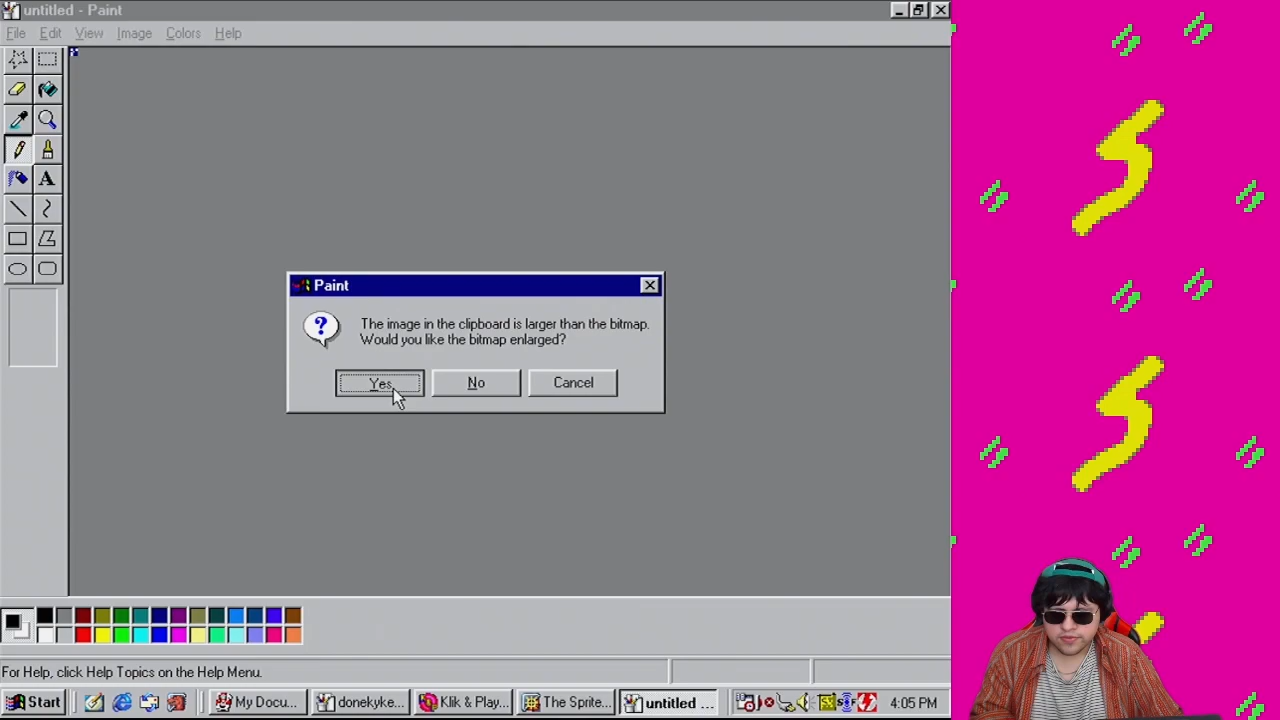 untitled - Paint
File Edit View Image Colors Help
Paint
The image in the clipboard is larger than the bitmap.
Would you like the bitmap enlarged?
Yes No Cancel
For Help, click Help Topics on the Help Menu.
Start My Docu... dopekyke... Klik & Play... The Sprite... untitled ... 4:05 PM